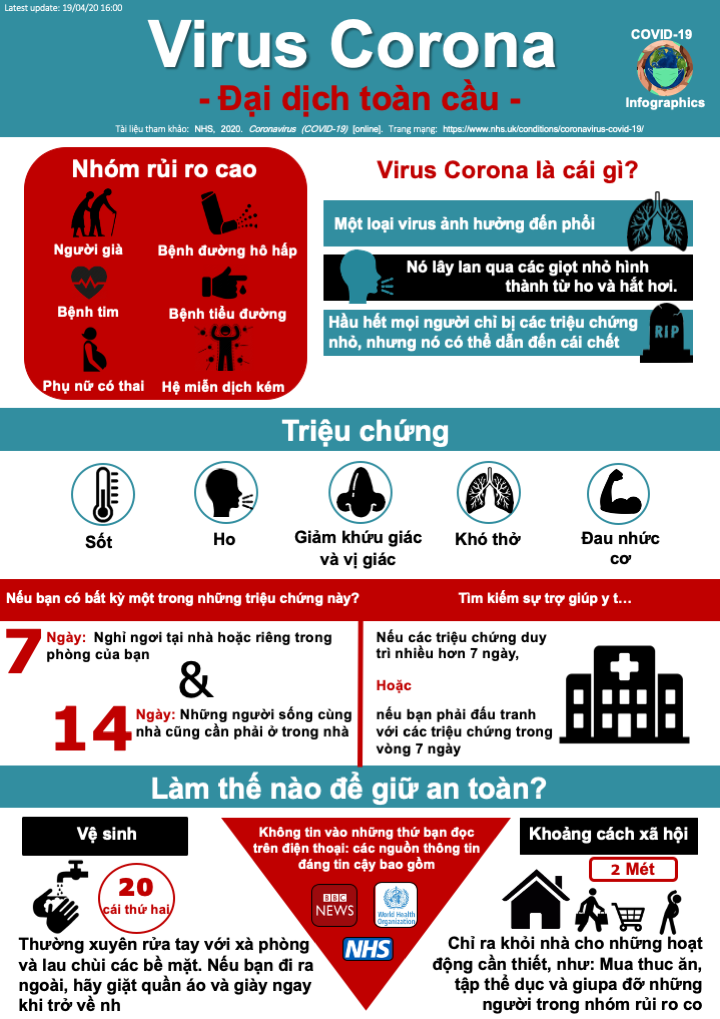 Latest update: 19/04/20 16:00
Virus Corona
- Đại dịch toàn cầu -
COVID-19
Infographics
Tài liệu tham khảo: NHS, 2020. Coronavirus (COVID-19) [online]. Trang mạng: https://www.nhs.uk/conditions/coronavirus-covid-19/
Nhóm rủi ro cao
Người già
Bệnh đường hô hấp
Bệnh tim
Bệnh tiểu đường
Phụ nữ có thai
Hệ miễn dịch kém
Virus Corona là cái gì?
Một loại virus ảnh hưởng đến phổi
Nó lây lan qua các giọt nhỏ hình
thành từ ho và hắt hơi.
Hầu hết mọi người chỉ bị các triệu chứng
nhỏ, nhưng nó có thể dẫn đến cái chết
RIP
Triệu chứng
Sốt
Ho
Giảm khứu giác
và vị giác
Khó thở
Đau nhức
cơ
Nếu bạn có bất kỳ một trong những triệu chứng này?
7
Ngày: Nghỉ ngơi tại nhà hoặc riêng trong
phòng của bạn
&
14
Ngày: Những người sống cùng
nhà cũng cần phải ở trong nhà
Tìm kiếm sự trợ giúp y t...
Nếu các triệu chứng duy
trì nhiều hơn 7 ngày,
Hoặc
nếu bạn phải đấu tranh
với các triệu chứng trong
vòng 7 ngày
Làm thế nào để giữ an toàn?
Vệ sinh
20
cái thứ hai
Thường xuyên rửa tay với xà phòng
và lau chùi các bề mặt. Nếu bạn đi ra
ngoài, hãy giặt quần áo và giày ngay
khi trở về nh
Không tin vào những thứ bạn đọc
trên điện thoại: các nguồn thông tin
đáng tin cậy bao gồm
BBC
NEWS
World Health
Organization
NHS
Khoảng cách xã hội
2 Mét
Chỉ ra khỏi nhà cho những hoạt
động cần thiết, như: Mua thuc ăn,
tập thể dục và giupa đỡ những
người trong nhóm rủi ro co